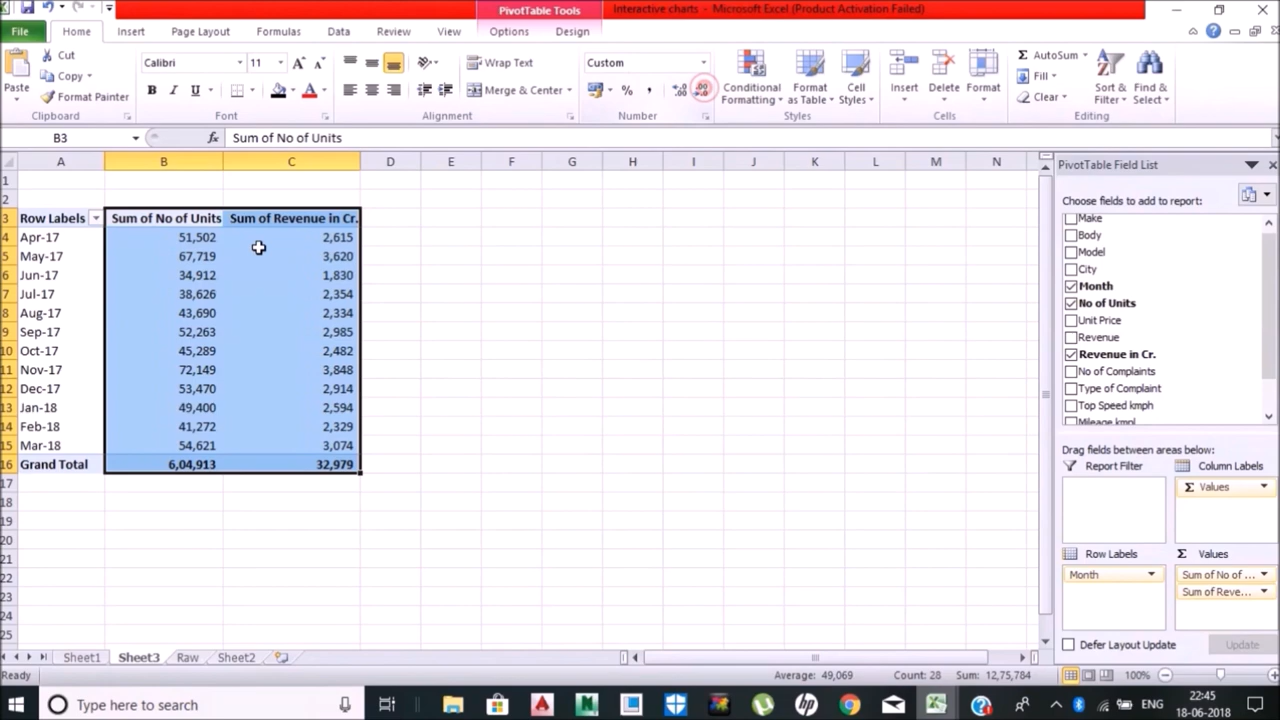 PivotTable Tools
Interactive charts - Microsoft Excel (Product Activation Failed)
File Home Insert Page Layout Formulas Data Review View Options Design
Cut
Copy
Format Painter
Paste
Clipboard
Calibri 11
B I U A
Font
Wrap Text
Merge & Center
Alignment
Custom
%
Number
Conditional Formatting
Format as Table
Cell Styles
Styles
Insert Delete Format
Cells
Σ AutoSum
Fill
Clear
Sort & Filter
Find & Select
Editing
B3 fx Sum of No of Units
A B C D E F G H I J K L M N
1
2
3 Row Labels Sum of No of Units Sum of Revenue in Cr.
4 Apr-17 51,502 2,615
5 May-17 67,719 3,620
6 Jun-17 34,912 1,830
7 Jul-17 38,626 2,354
8 Aug-17 43,690 2,334
9 Sep-17 52,263 2,985
10 Oct-17 45,289 2,482
11 Nov-17 72,149 3,848
12 Dec-17 53,470 2,914
13 Jan-18 49,400 2,594
14 Feb-18 41,272 2,329
15 Mar-18 54,621 3,074
16 Grand Total 6,04,913 32,979
17
18
19
20
21
22
23
24
25
PivotTable Field List
Choose fields to add to report:
Make
Body
Model
City
Month
No of Units
Unit Price
Revenue
Revenue in Cr.
No of Complaints
Type of Complaint
Top Speed kmph
Mileage kmpl
Drag fields between areas below:
Report Filter
Column Labels
Σ Values
Row Labels
Σ Values
Month
Sum of No of ...
Sum of Reve...
Defer Layout Update Update
Sheet1 Sheet3 Raw Sheet2
Ready Average: 49,069 Count: 28 Sum: 12,75,784 100%
Type here to search
hp
ENG
22:45
18-06-2018